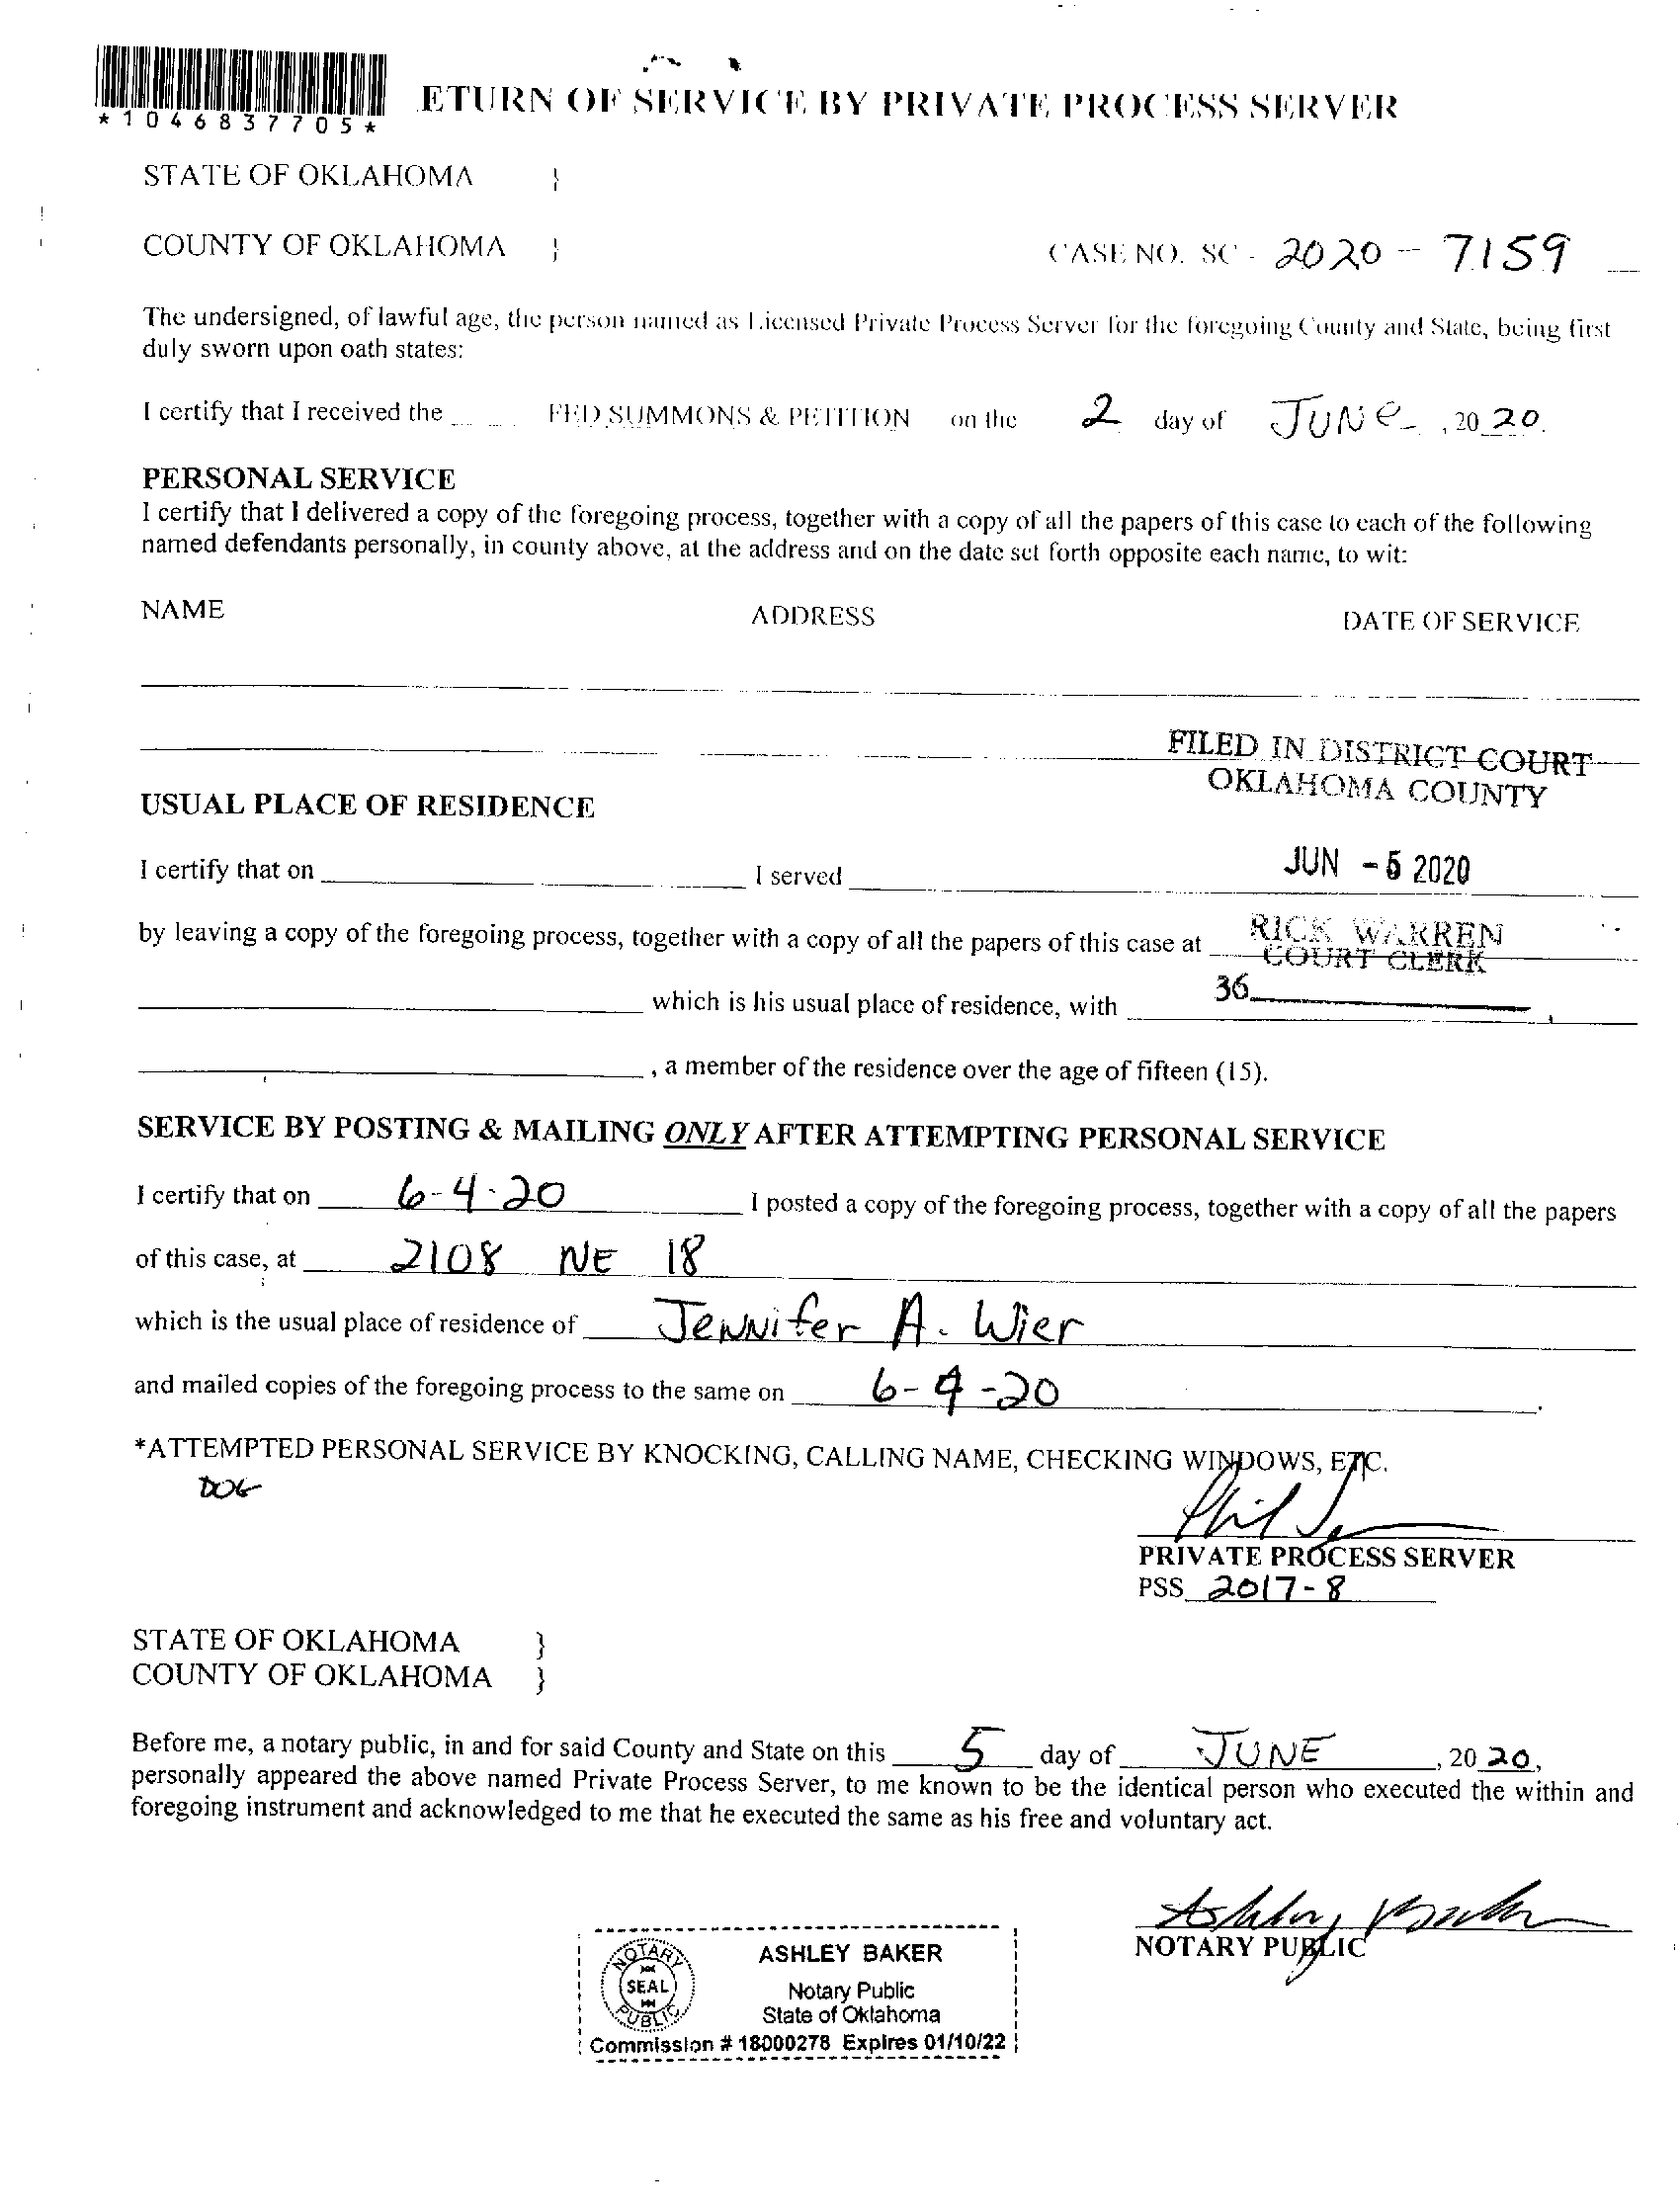 *1046837705*
ETURN OF SERVICE BY PRIVATE PROCESS SERVER
STATE OF OKLAHOMA }
COUNTY OF OKLAHOMA } CASE NO. SC - 2020 - 7159
The undersigned, of lawful age, the person named as Licensed Private Process Server for the foregoing County and State, being first
duly sworn upon oath states:
I certify that I received the FED SUMMONS & PETITION on the 2 day of JUNE, 2020.
PERSONAL SERVICE
I certify that I delivered a copy of the foregoing process, together with a copy of all the papers of this case to each of the following
named defendants personally, in county above, at the address and on the date set forth opposite each name, to wit:
NAME ADDRESS DATE OF SERVICE
FILED IN DISTRICT COURT
OKLAHOMA COUNTY
USUAL PLACE OF RESIDENCE
I certify that on I served JUN - 5 2020
by leaving a copy of the foregoing process, together with a copy of all the papers of this case at RICK WARREN
COURT CLERK
which is his usual place of residence, with 36
, a member of the residence over the age of fifteen (15).
SERVICE BY POSTING & MAILING ONLY AFTER ATTEMPTING PERSONAL SERVICE
I certify that on 6-4-20 I posted a copy of the foregoing process, together with a copy of all the papers
of this case, at 2108 NE 18
which is the usual place of residence of Jennifer A. Wier
and mailed copies of the foregoing process to the same on 6-4-20.
*ATTEMPTED PERSONAL SERVICE BY KNOCKING, CALLING NAME, CHECKING WINDOWS, ETC.
DOG
Phil
PRIVATE PROCESS SERVER
PSS 2017-8
STATE OF OKLAHOMA }
COUNTY OF OKLAHOMA }
Before me, a notary public, in and for said County and State on this 5 day of JUNE, 2020,
personally appeared the above named Private Process Server, to me known to be the identical person who executed the within and
foregoing instrument and acknowledged to me that he executed the same as his free and voluntary act.
Ashley Baker
NOTARY PUBLIC
NOTARY SEAL PUBLIC
ASHLEY BAKER
Notary Public
State of Oklahoma
Commission # 18000278 Expires 01/10/22